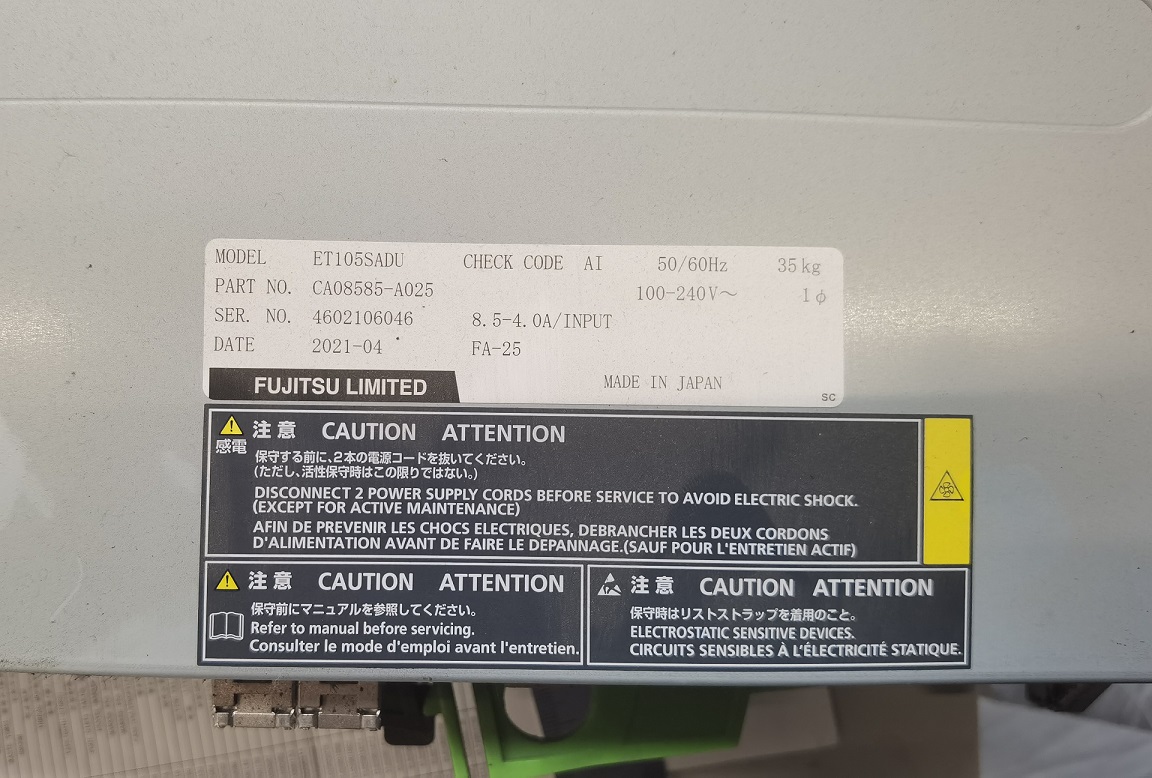 MODEL ET105SADU CHECK CODE AI 50/60Hz 35kg
PART NO. CA08585-A025 100-240V～ 1φ
SER. NO. 4602106046 8.5-4.0A/INPUT
DATE 2021-04 FA-25
FUJITSU LIMITED MADE IN JAPAN
SC
注意 CAUTION ATTENTION
感電
保守する前に、2本の電源コードを抜いてください。
(ただし、活性保守時はこの限りではない。)
DISCONNECT 2 POWER SUPPLY CORDS BEFORE SERVICE TO AVOID ELECTRIC SHOCK.
(EXCEPT FOR ACTIVE MAINTENANCE)
AFIN DE PREVENIR LES CHOCS ELECTRIQUES, DEBRANCHER LES DEUX CORDONS
D'ALIMENTATION AVANT DE FAIRE LE DEPANNAGE.(SAUF POUR L'ENTRETIEN ACTIF)
注意 CAUTION ATTENTION
保守前にマニュアルを参照してください。
Refer to manual before servicing.
Consulter le mode d'emploi avant l'entretien.
注意 CAUTION ATTENTION
保守時はリストストラップを着用のこと。
ELECTROSTATIC SENSITIVE DEVICES.
CIRCUITS SENSIBLES À L'ÉLECTRICITÉ STATIQUE.